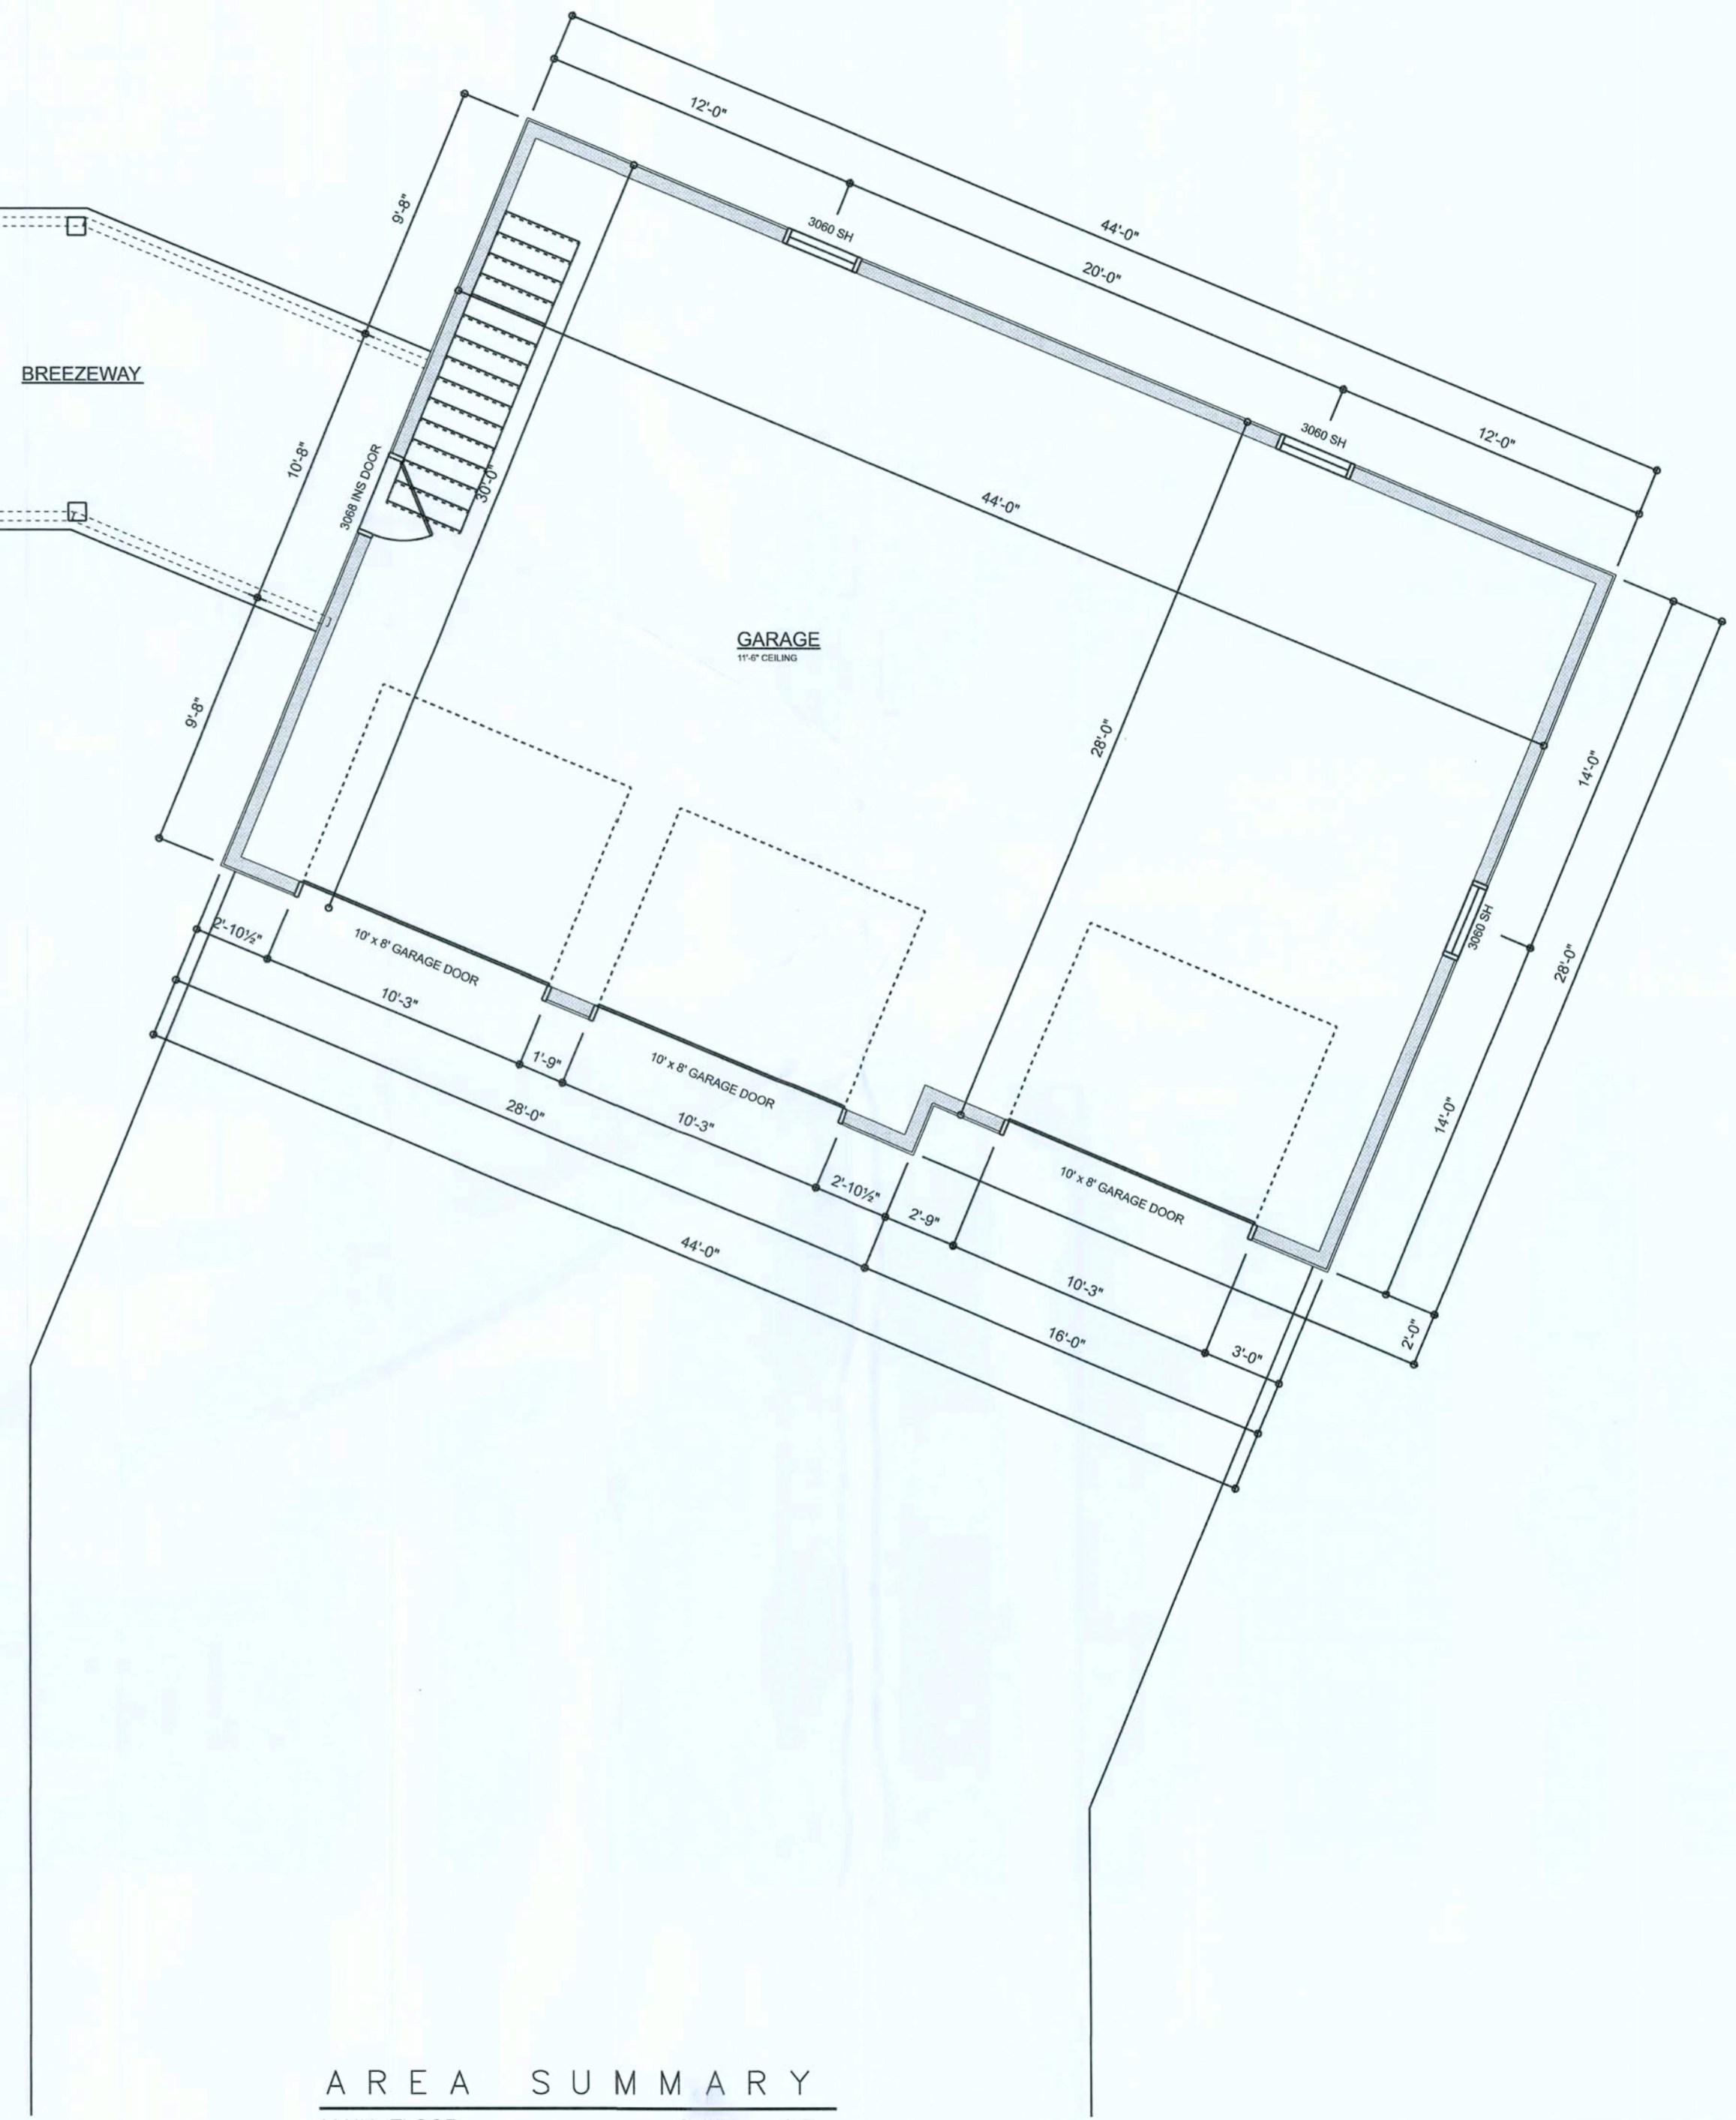 12'-0"
9'-8"
3060 SH
44'-0"
20'-0"
BREEZEWAY
10'-8"
3068 INS DOOR
30'-0"
3060 SH
12'-0"
44'-0"
GARAGE
11'-6" CEILING
9'-8"
28'-0"
14'-0"
3060 SH
28'-0"
2'-10½"
10' x 8' GARAGE DOOR
10'-3"
1'-9"
10' x 8' GARAGE DOOR
28'-0"
10'-3"
14'-0"
2'-10½"
10' x 8' GARAGE DOOR
2'-9"
44'-0"
10'-3"
16'-0"
3'-0"
2'-0"
AREA SUMMARY